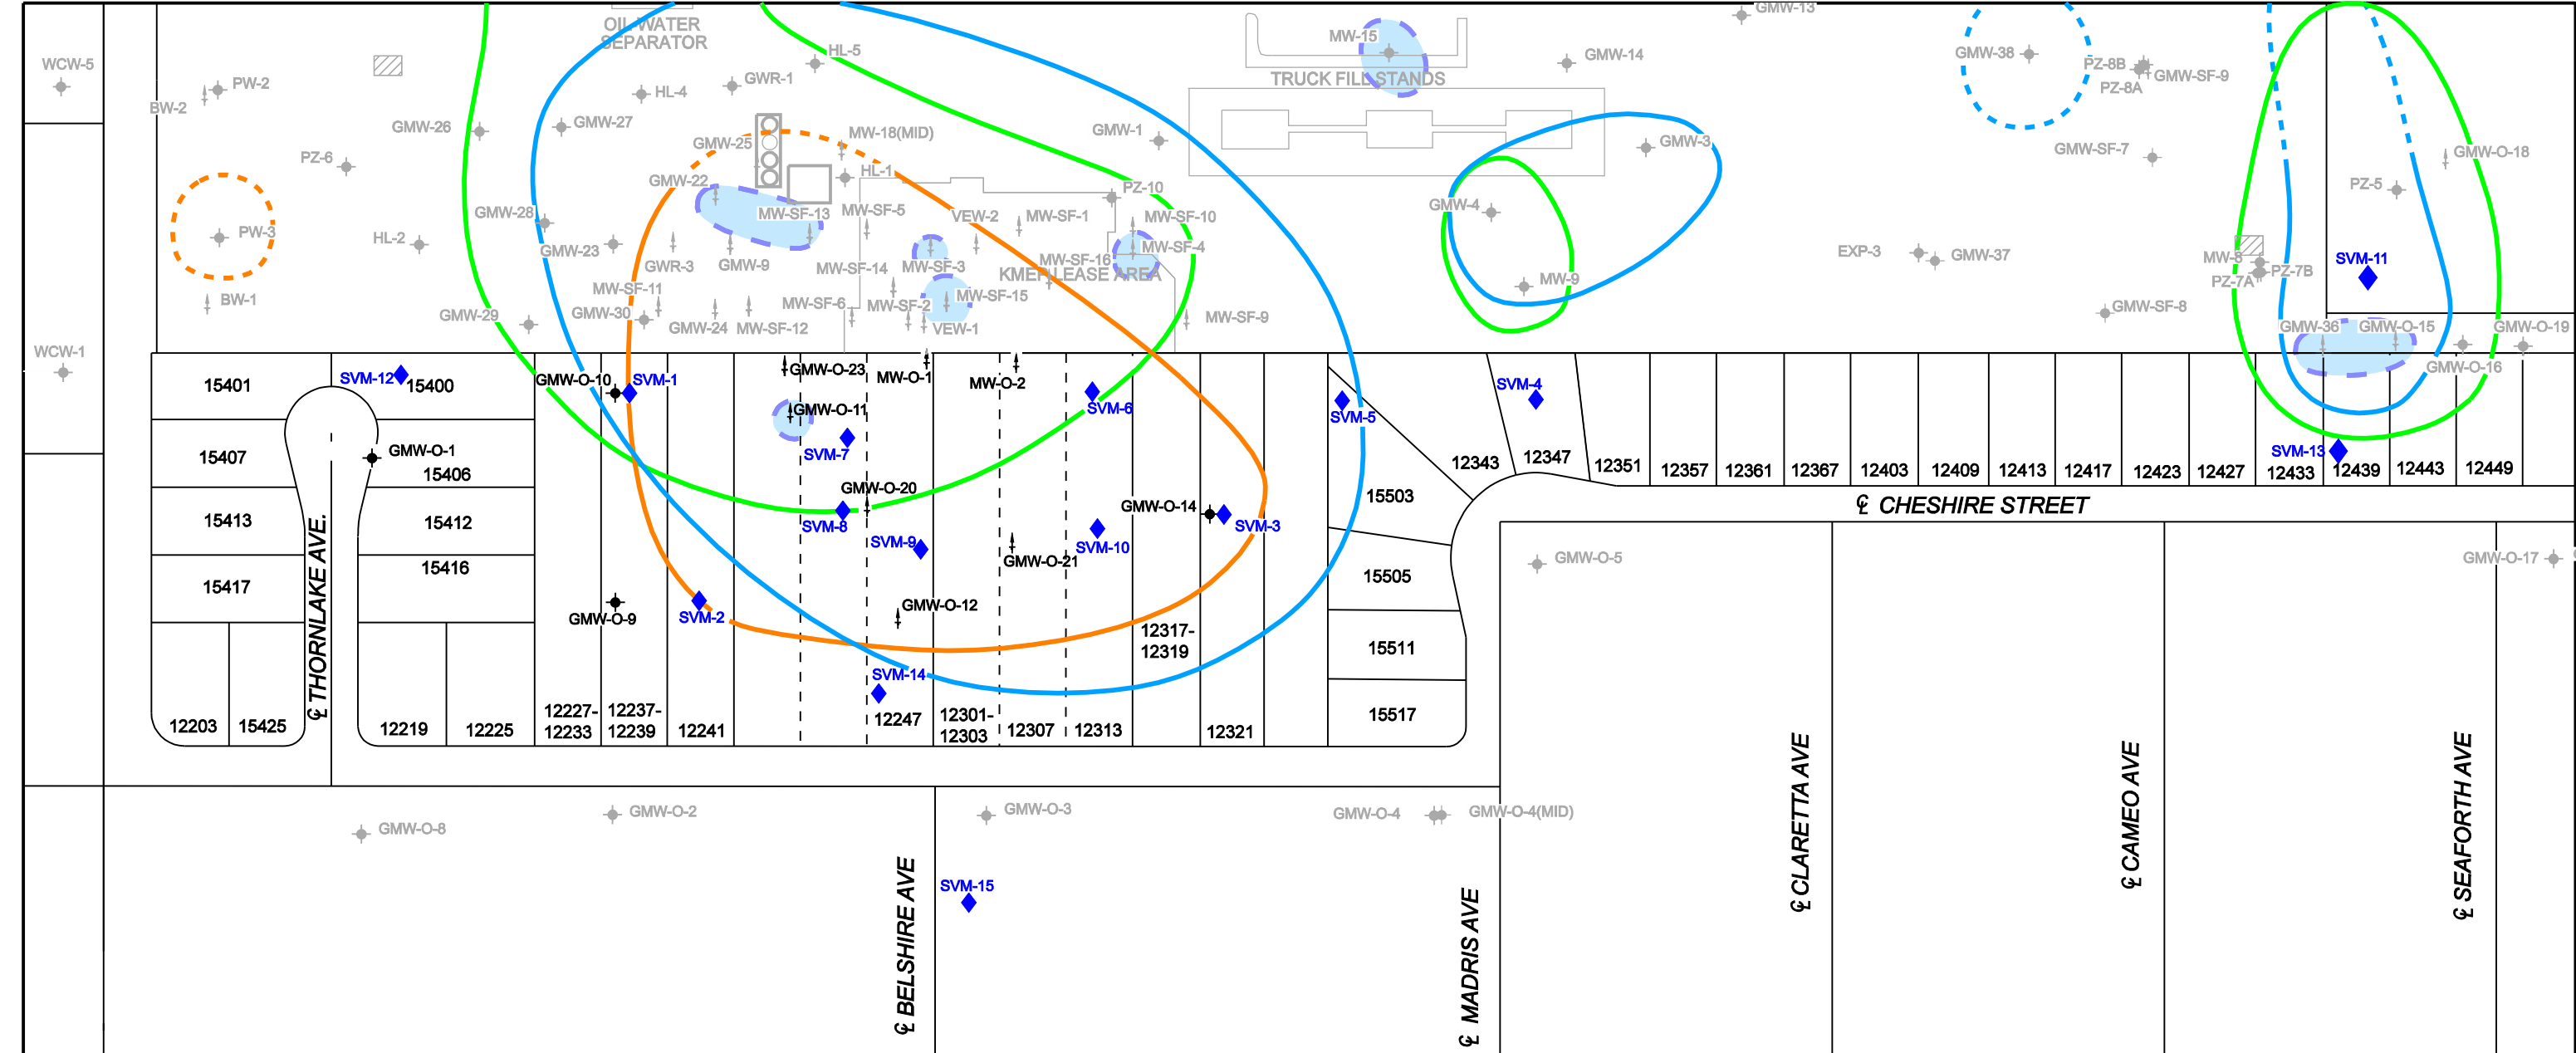 GMW-13
OIL WATER
SEPARATOR
MW-15
HL-5
GMW-14
GMW-38
PZ-8B
GMW-SF-9
PZ-8A
WCW-5
PW-2
BW-2
HL-4
GWR-1
TRUCK FILL STANDS
GMW-26
GMW-27
GMW-25
MW-18(MID)
GMW-1
GMW-3
GMW-SF-7
GMW-O-18
PZ-6
HL-1
GMW-22
PZ-10
PZ-5
GMW-28
MW-SF-13
MW-SF-5
VEW-2
MW-SF-1
MW-SF-10
GMW-4
PW-3
HL-2
GMW-23
MW-SF-4
EXP-3
GMW-37
MW-8
SVM-11
GWR-3
GMW-9
MW-SF-14
MW-SF-3
MW-SF-16
KMEP LEASE AREA
PZ-7B
PZ-7A
MW-9
BW-1
MW-SF-11
MW-SF-6
MW-SF-2
MW-SF-15
GMW-29
GMW-30
GMW-24
MW-SF-12
VEW-1
MW-SF-9
GMW-SF-8
GMW-36
GMW-O-15
GMW-O-19
WCW-1
GMW-O-16
15401
SVM-12
15400
GMW-O-10
SVM-1
GMW-O-23
MW-O-1
MW-O-2
SVM-4
GMW-O-11
SVM-6
SVM-5
15407
GMW-O-1
15406
SVM-7
SVM-13
12343
12347
12351
12357
12361
12367
12403
12409
12413
12417
12423
12427
12433
12439
12443
12449
GMW-O-20
15503
15413
15412
SVM-8
GMW-O-14
SVM-3
℄ CHESHIRE STREET
SVM-9
SVM-10
GMW-O-21
15417
15416
15505
GMW-O-5
GMW-O-17
℄ THORNLAKE AVE.
GMW-O-9
SVM-2
GMW-O-12
12317-
12319
15511
SVM-14
12203
15425
12219
12225
12227-
12233
12237-
12239
12241
12247
12301-
12303
12307
12313
12321
15517
GMW-O-8
GMW-O-2
GMW-O-3
GMW-O-4
GMW-O-4(MID)
℄ BELSHIRE AVE
SVM-15
℄ MADRIS AVE
℄ CLARETTA AVE
℄ CAMEO AVE
℄ SEAFORTH AVE